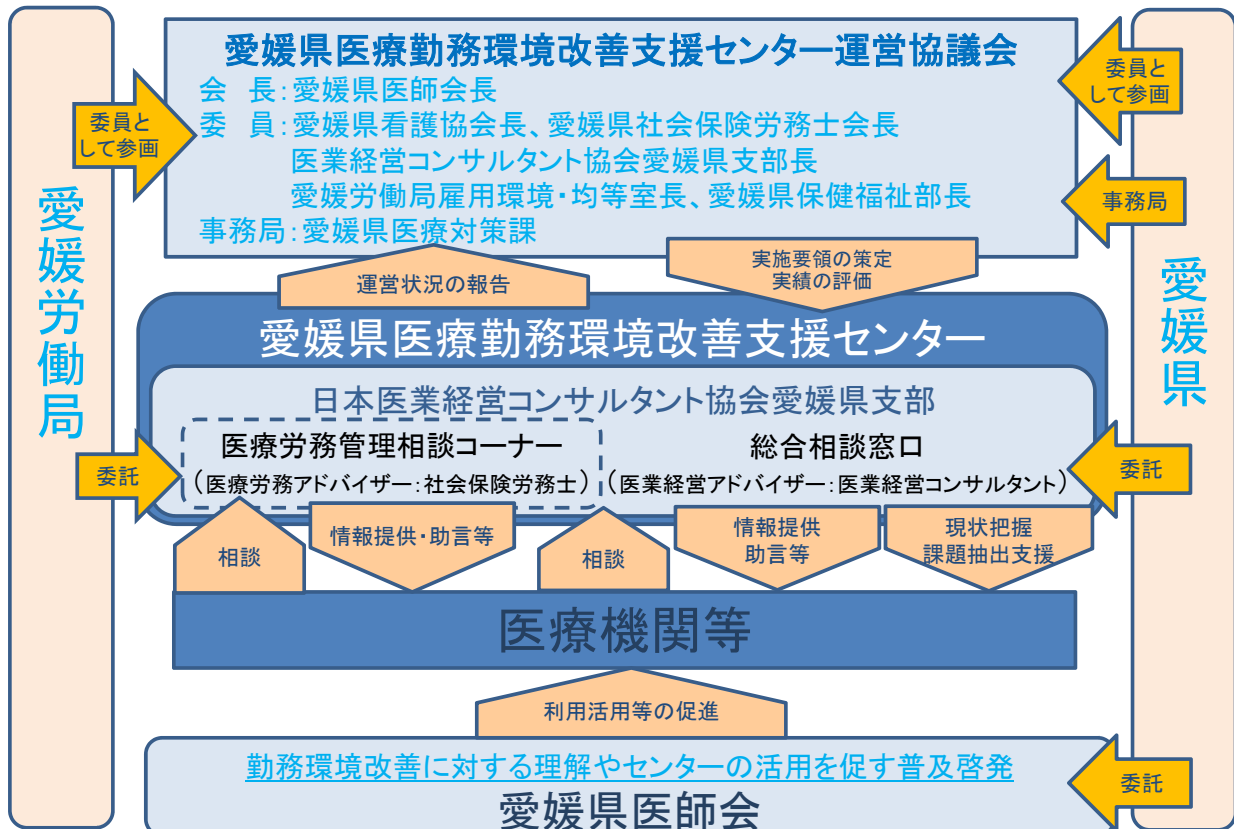 愛媛県医療勤務環境改善支援センター運営協議会
会　長：愛媛県医師会長
委　員：愛媛県看護協会長、愛媛県社会保険労務士会長
医業経営コンサルタント協会愛媛県支部長
愛媛労働局雇用環境・均等室長、愛媛県保健福祉部長
事務局：愛媛県医療対策課
委員と
して参画
委員と
して参画
事務局
愛媛労働局
愛媛県
運営状況の報告
実施要領の策定
実績の評価
愛媛県医療勤務環境改善支援センター
日本医業経営コンサルタント協会愛媛県支部
医療労務管理相談コーナー
（医療労務アドバイザー：社会保険労務士）
総合相談窓口
（医業経営アドバイザー：医業経営コンサルタント）
委託
委託
相談
情報提供・助言等
相談
情報提供
助言等
現状把握
課題抽出支援
医療機関等
利用活用等の促進
勤務環境改善に対する理解やセンターの活用を促す普及啓発
愛媛県医師会
委託